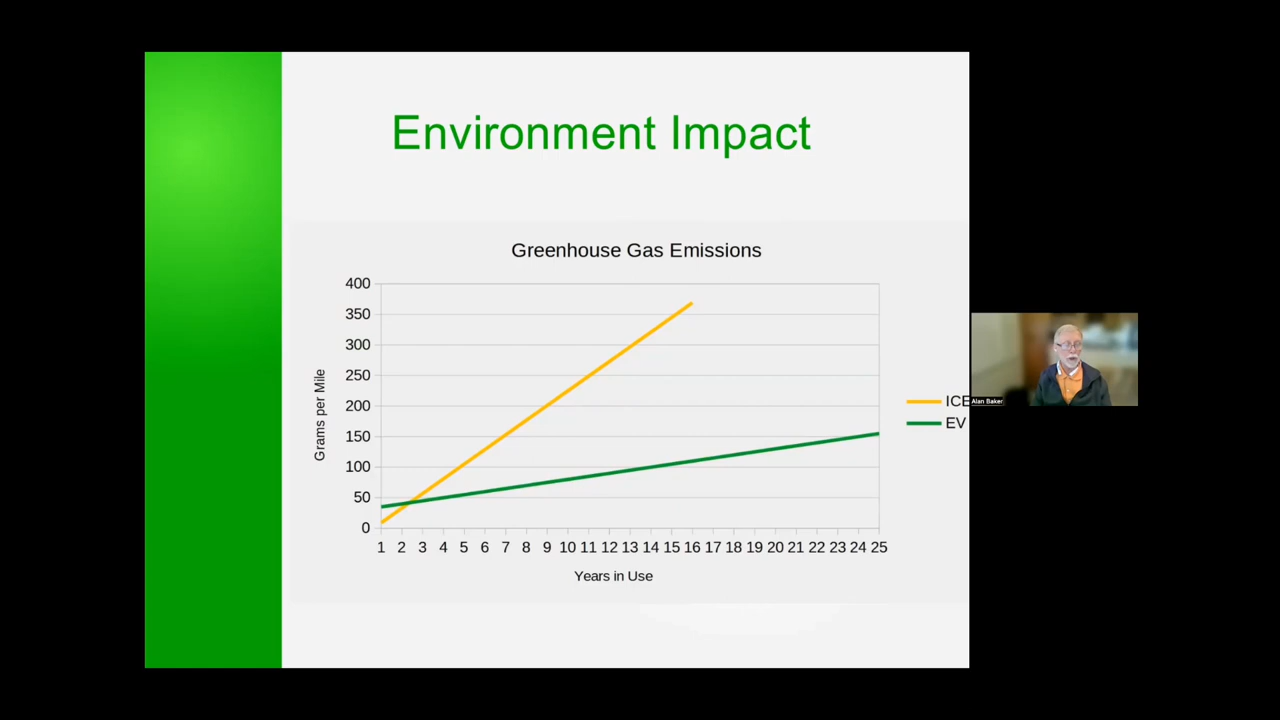 Environment Impact
Greenhouse Gas Emissions
400
350
300
250
200
150
100
50
0
Grams per Mile
1 2 3 4 5 6 7 8 9 10 11 12 13 14 15 16 17 18 19 20 21 22 23 24 25
Years in Use
ICE
EV
Alan Baker